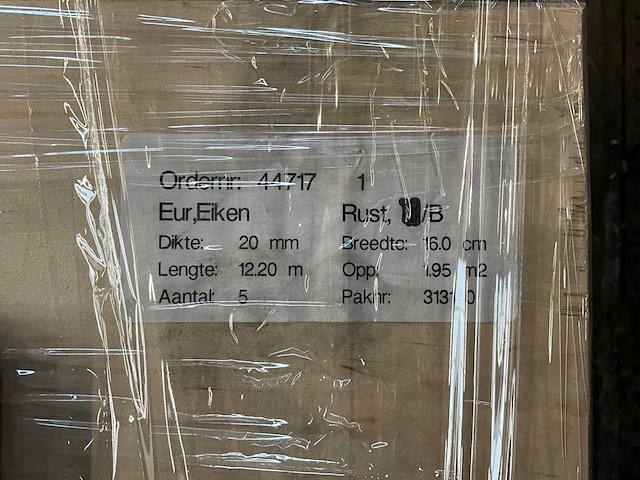 Ordernr: 44717 1
Eur,Eiken Rust, /B
Dikte: 20 mm Breedte: 16.0 cm
Lengte: 12.20 m Opp: 1.95 m2
Aantal: 5 Paknr: